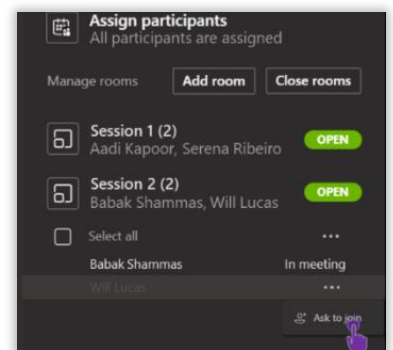 Assign participants
All participants are assigned
Manage rooms Add room Close rooms
Session 1 (2) OPEN
Aadi Kapoor, Serena Ribeiro
Session 2 (2) OPEN
Babak Shammas, Will Lucas
Select all ...
Babak Shammas In meeting
Will Lucas ...
Ask to join